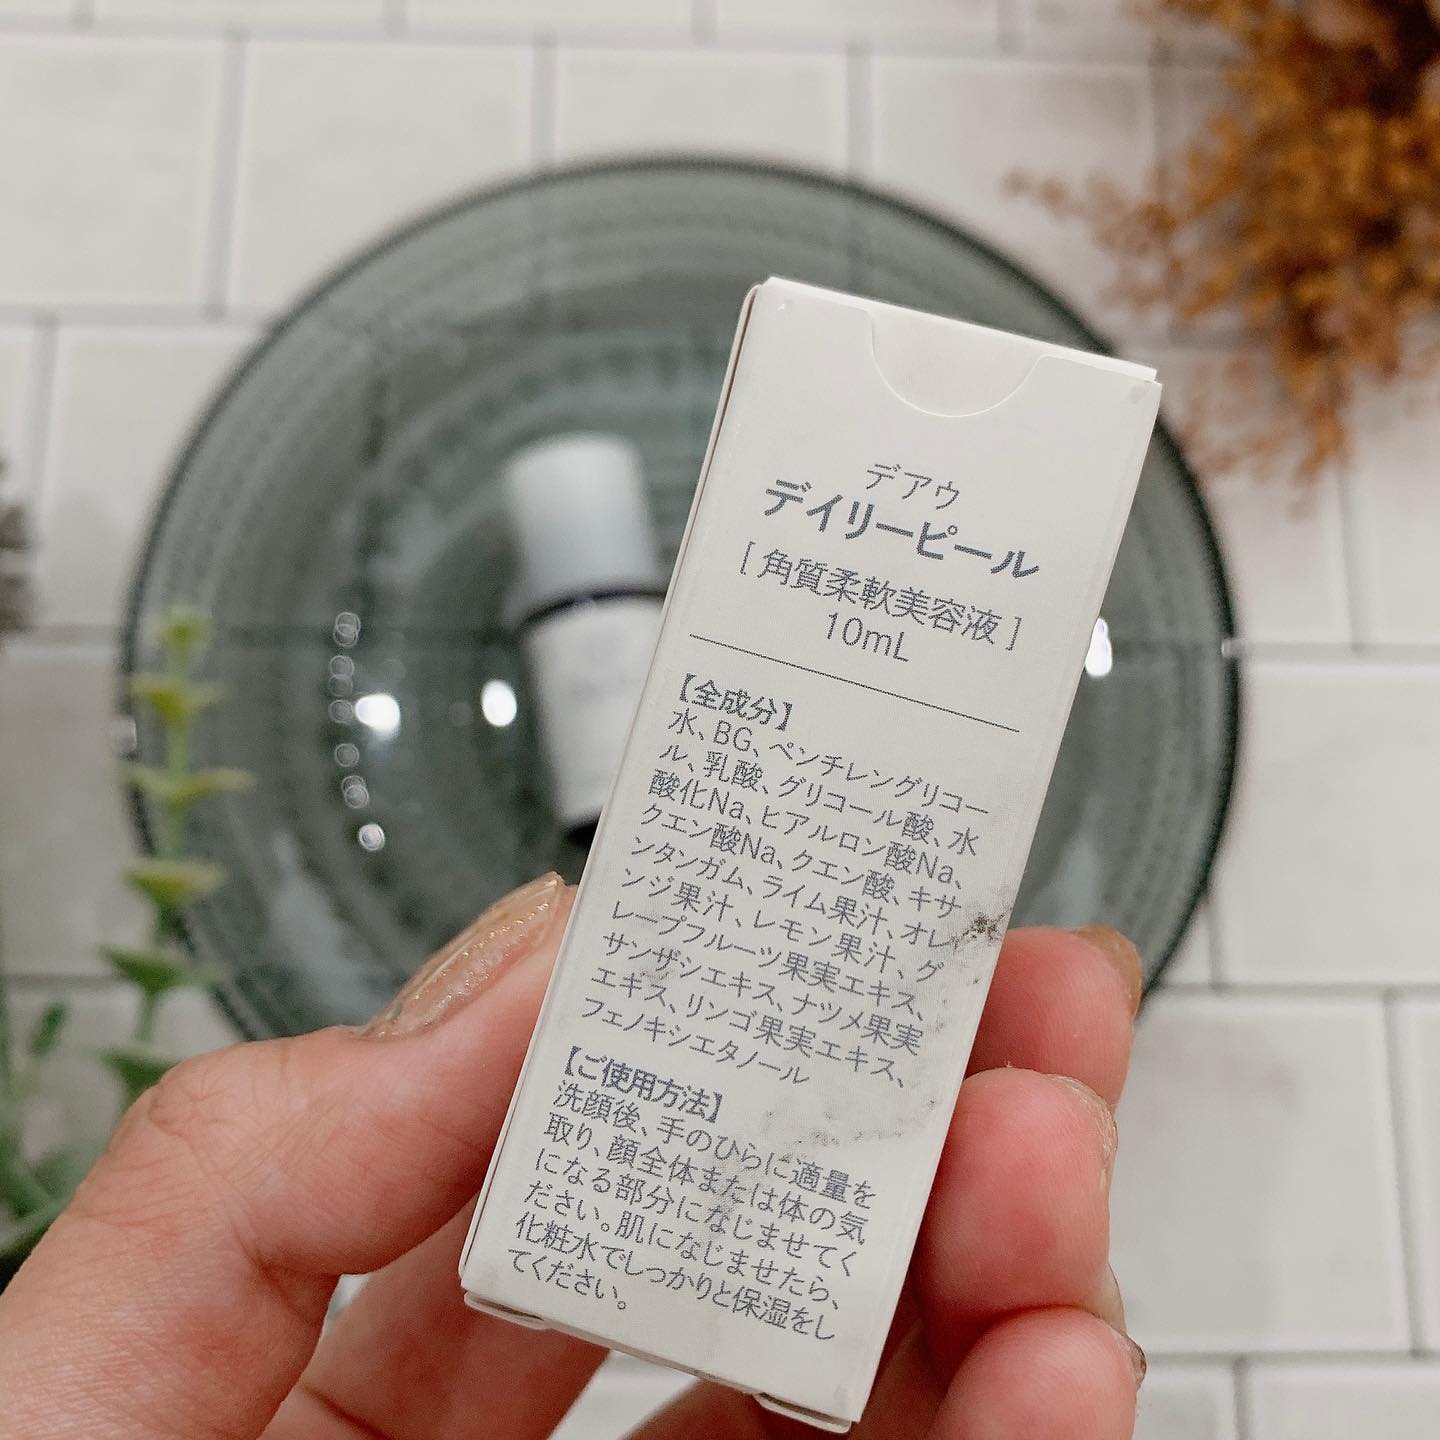 デアウ
デイリーピール
[ 角質柔軟美容液 ]
10mL
【全成分】
水、BG、ペンチレングリコー
ル、乳酸、グリコール酸、水
酸化Na、ヒアルロン酸Na、
クエン酸Na、クエン酸、キサ
ンタンガム、ライム果汁、オレ
ンジ果汁、レモン果汁、グ
レープフルーツ果実エキス、
サンザシエキス、ナツメ果実
エキス、リンゴ果実エキス、
フェノキシエタノール
【ご使用方法】
洗顔後、手のひらに適量を
取り、顔全体または体の気
になる部分になじませてく
ださい。肌になじませたら、
化粧水でしっかりと保湿をし
てください。